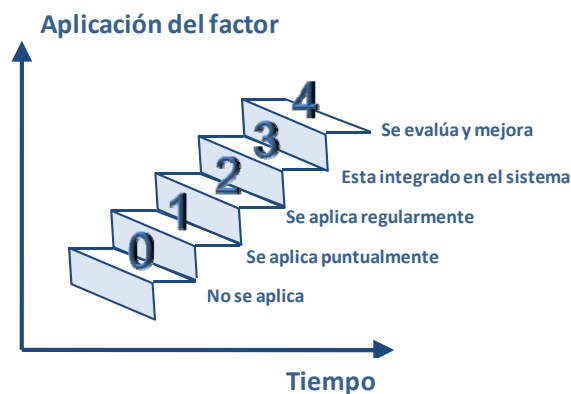 Aplicación del factor
4
Se evalúa y mejora
3
Esta integrado en el sistema
2
Se aplica regularmente
1
Se aplica puntualmente
0
No se aplica
Tiempo